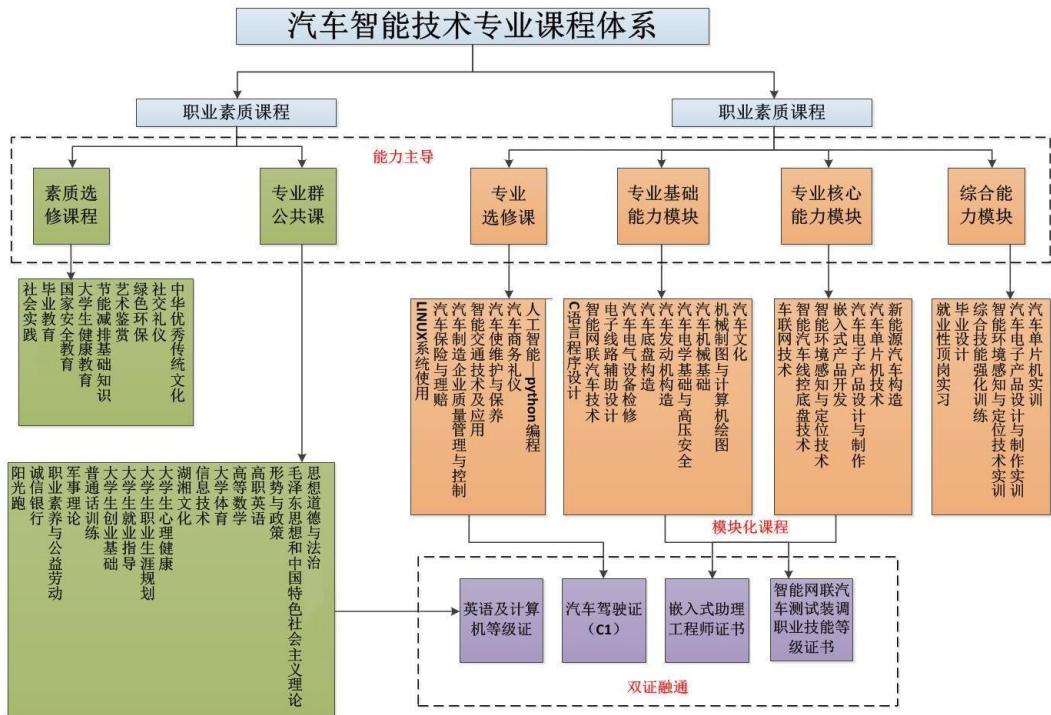 汽车智能技术专业课程体系
职业素质课程
职业素质课程
能力主导
素质选
修课程
专业群
公共课
专业
选修课
专业基础
能力模块
专业核心
能力模块
综合能
力模块
中华优秀传统文化
社交礼仪
绿色环保
艺术鉴赏
节能减排基础知识
大学生健康教育
国家安全教育
毕业教育
社会实践
人工智能—python编程
汽车商务礼仪
汽车使维护与保养
智能交通技术及应用
汽车制造企业质量管理与控制
汽车保险与理赔
LINUX系统使用
汽车文化
机械制图与计算机绘图
汽车机械基础
汽车电学基础与高压安全
汽车发动机构造
汽车底盘构造
汽车电气设备检修
电子线路辅助设计
智能网联汽车技术
C语言程序设计
新能源汽车构造
汽车单片机技术
汽车电子产品设计与制作
嵌入式产品开发
智能环境感知与定位技术
智能汽车线控底盘技术
车联网技术
汽车单片机实训
汽车电子产品设计与制作实训
智能环境感知与定位技术实训
综合技能强化训练
毕业设计
就业性顶岗实习
思想道德与法治
毛泽东思想和中国特色社会主义理论
形势与政策
高职英语
高等数学
大学体育
信息技术
湖湘文化
大学生心理健康
大学生职业生涯规划
大学生就业指导
大学生创业基础
普通话训练
军事理论
职业素养与公益劳动
诚信银行
阳光跑
模块化课程
英语及计算
机等级证
汽车驾驶证
（C1）
嵌入式助理
工程师证书
智能网联汽
车测试装调
职业技能等
级证书
双证融通